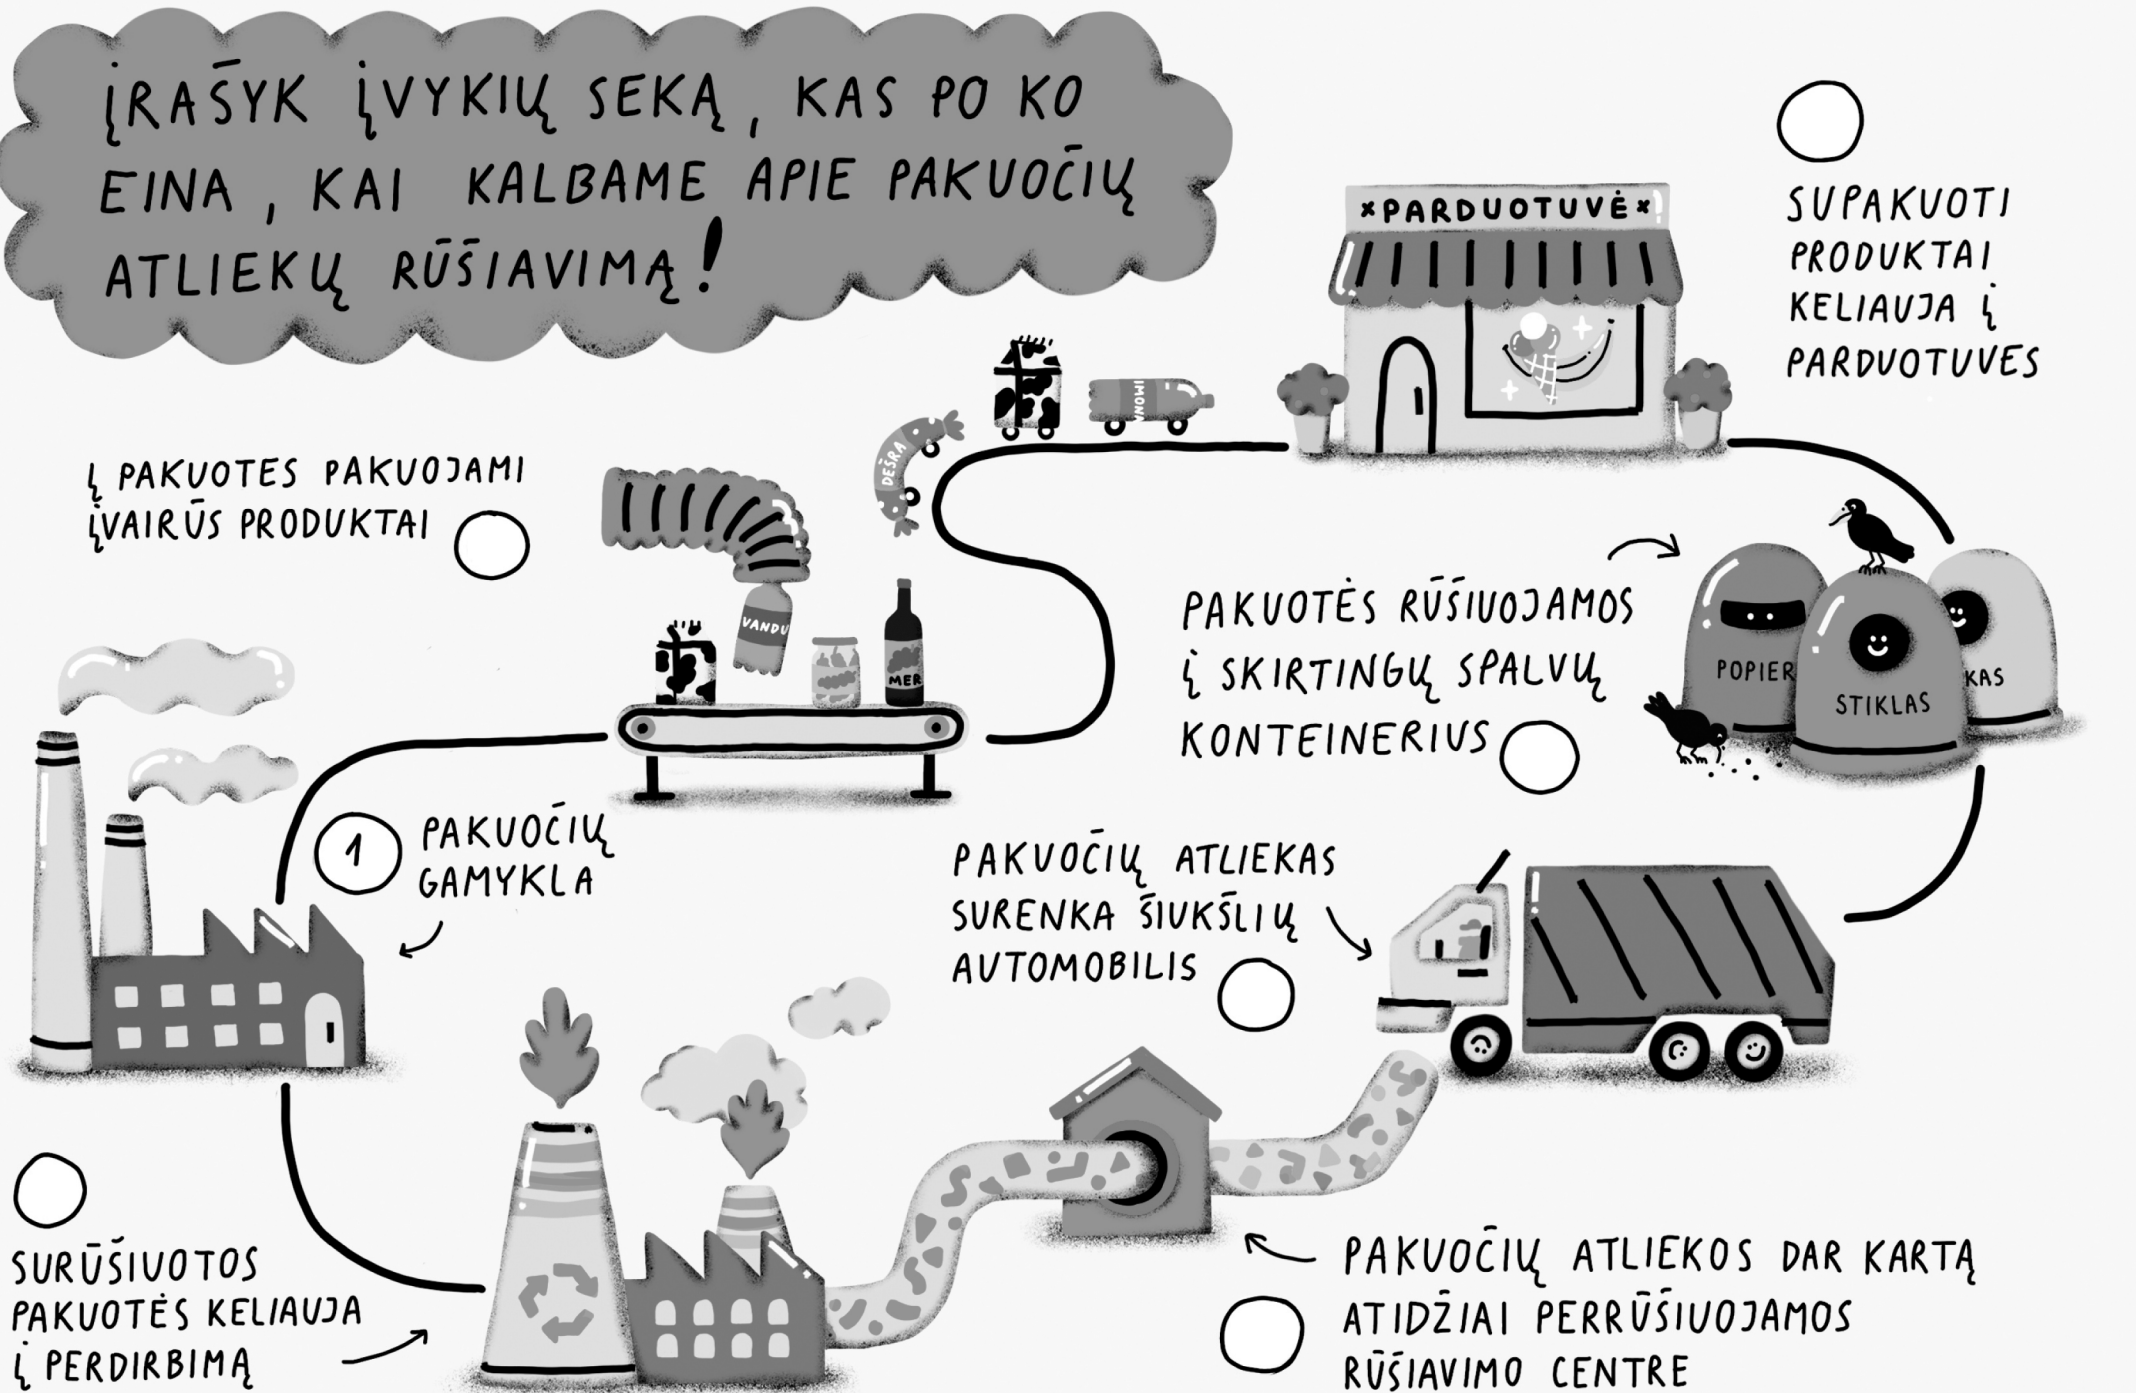 ĮRAŠYK ĮVYKIŲ SEKĄ, KAS PO KO
EINA, KAI KALBAME APIE PAKUOČIŲ
ATLIEKŲ RŪŠIAVIMĄ!
×PARDUOTUVĖ×
SUPAKUOTI
PRODUKTAI
KELIAUJA Į
PARDUOTUVES
DEŠRA
Į PAKUOTES PAKUOJAMI
ĮVAIRŪS PRODUKTAI
VANDU
MER
PAKUOTĖS RŪŠIUOJAMOS
Į SKIRTINGŲ SPALVŲ
KONTEINERIUS
POPIER
STIKLAS
KAS
1
PAKUOČIŲ
GAMYKLA
PAKUOČIŲ ATLIEKAS
SURENKA ŠIUKŠLIŲ
AUTOMOBILIS
SURŪŠIUOTOS
PAKUOTĖS KELIAUJA
Į PERDIRBIMĄ
PAKUOČIŲ ATLIEKOS DAR KARTĄ
ATIDŽIAI PERRŪŠIUOJAMOS
RŪŠIAVIMO CENTRE